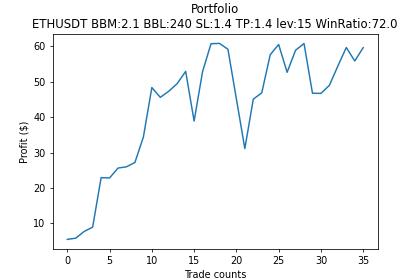 Portfolio
ETHUSDT BBM:2.1 BBL:240 SL:1.4 TP:1.4 lev:15 WinRatio:72.0
60
50
40
30
20
10
Profit ($)
0 5 10 15 20 25 30 35
Trade counts